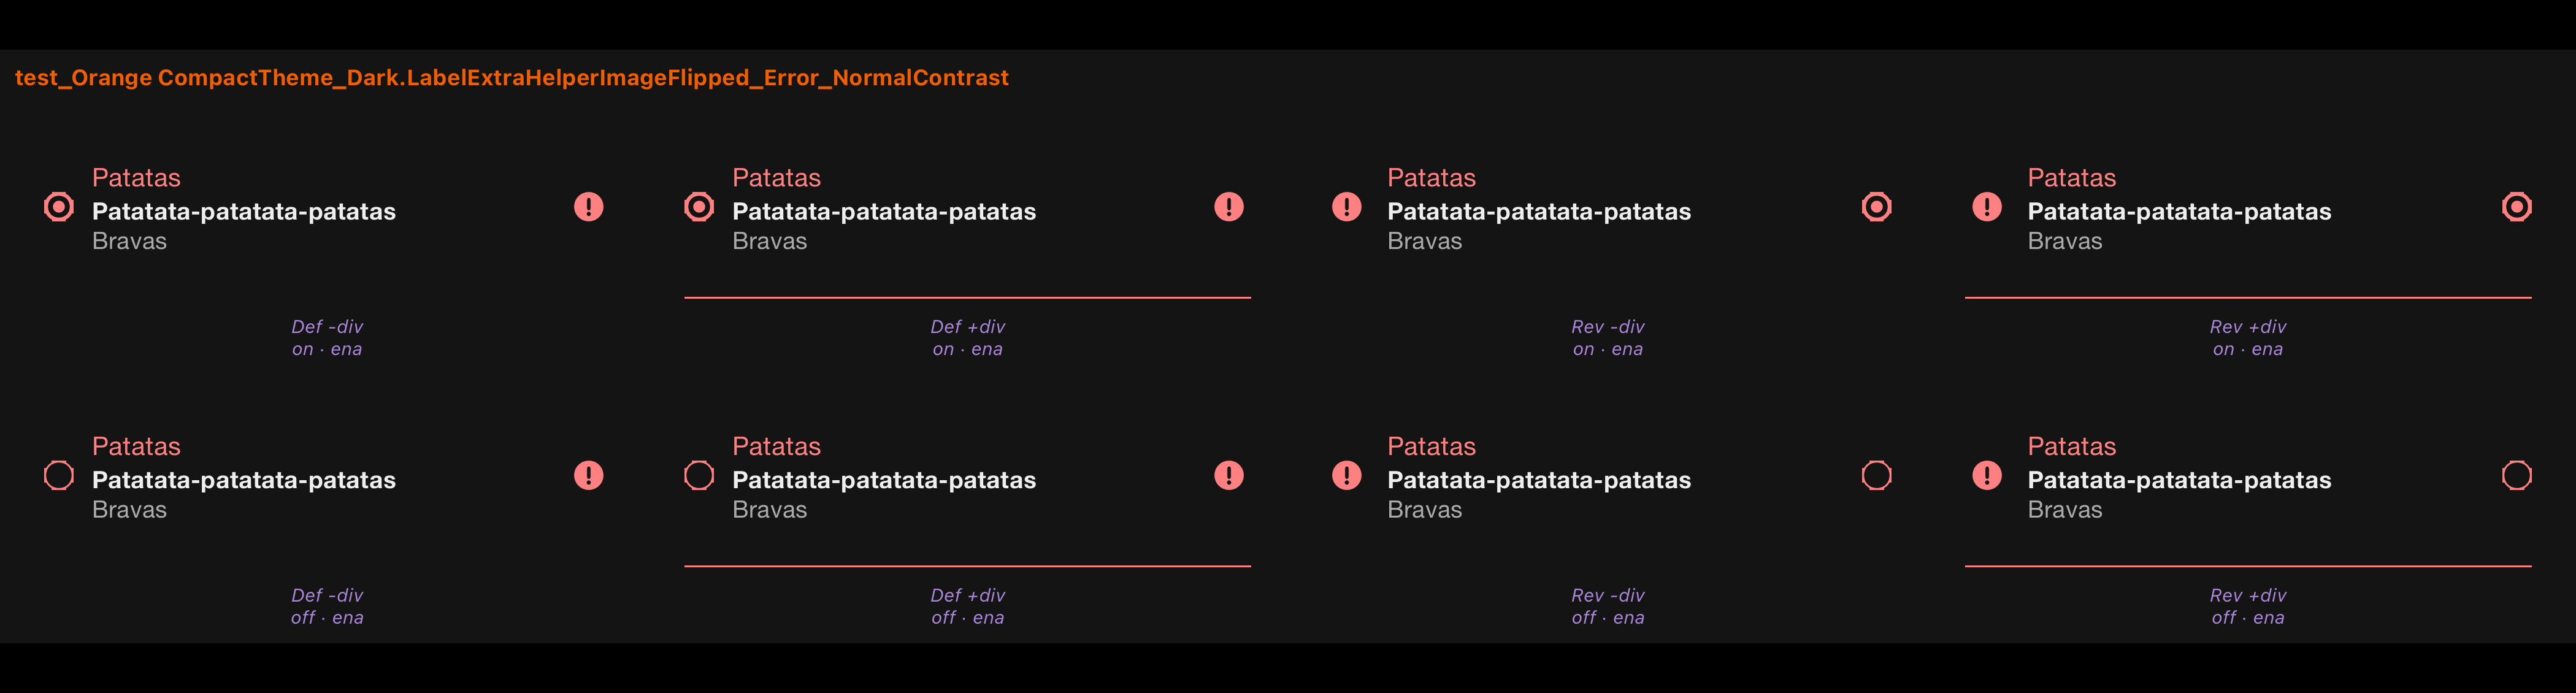 test_Orange CompactTheme_Dark.LabelExtraHelperImageFlipped_Error_NormalContrast
Patatas
Patatata-patatata-patatas
Bravas
Def -div
on · ena
Patatas
Patatata-patatata-patatas
Bravas
Def +div
on · ena
Patatas
Patatata-patatata-patatas
Bravas
Rev -div
on · ena
Patatas
Patatata-patatata-patatas
Bravas
Rev +div
on · ena
Patatas
Patatata-patatata-patatas
Bravas
Def -div
off · ena
Patatas
Patatata-patatata-patatas
Bravas
Def +div
off · ena
Patatas
Patatata-patatata-patatas
Bravas
Rev -div
off · ena
Patatas
Patatata-patatata-patatas
Bravas
Rev +div
off · ena